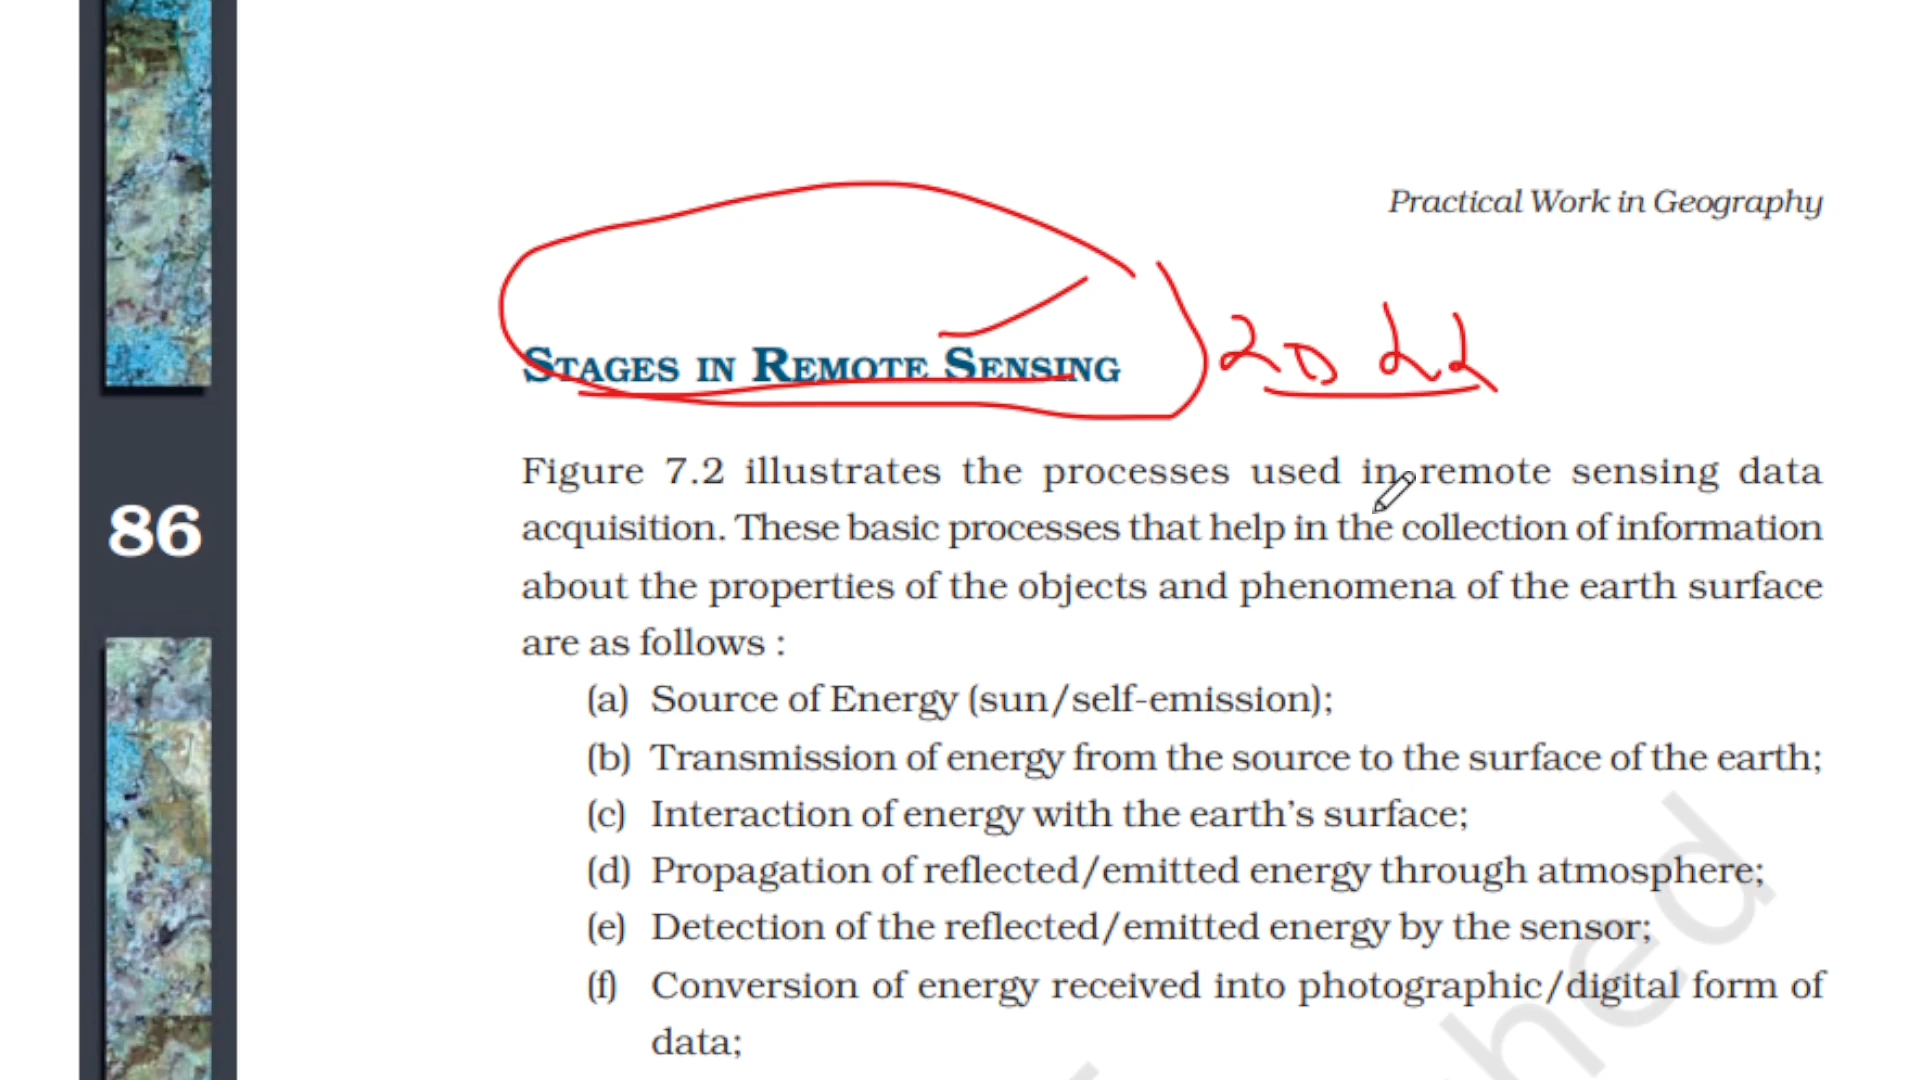 Practical Work in Geography
STAGES IN REMOTE SENSING
2022
86
Figure 7.2 illustrates the processes used in remote sensing data
acquisition. These basic processes that help in the collection of information
about the properties of the objects and phenomena of the earth surface
are as follows :
(a) Source of Energy (sun/self-emission);
(b) Transmission of energy from the source to the surface of the earth;
(c) Interaction of energy with the earth's surface;
(d) Propagation of reflected/emitted energy through atmosphere;
(e) Detection of the reflected/emitted energy by the sensor;
(f) Conversion of energy received into photographic/digital form of
data;